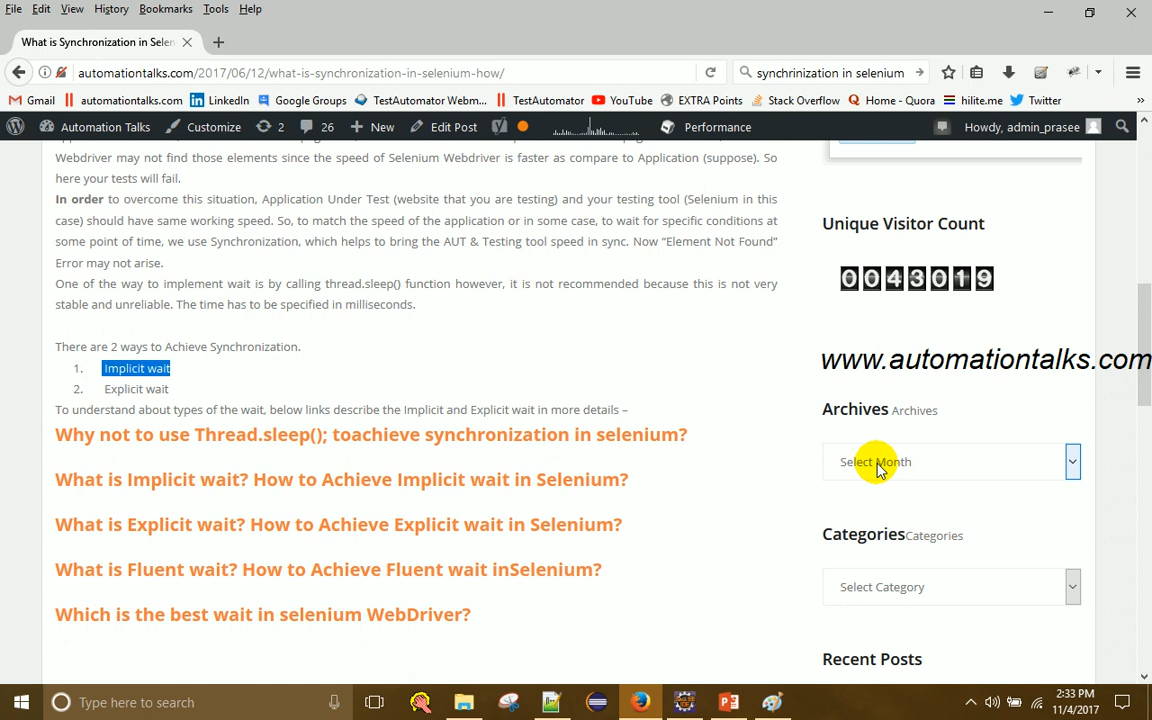 File Edit View History Bookmarks Tools Help
What is Synchronization in Selen
automationtalks.com/2017/06/12/what-is-synchronization-in-selenium-how/
synchrinization in selenium
Gmail automationtalks.com LinkedIn Google Groups TestAutomator Webm... TestAutomator YouTube EXTRA Points Stack Overflow Home - Quora hilite.me Twitter
Automation Talks Customize 2 26 New Edit Post Performance Howdy, admin_prasee
Webdriver may not find those elements since the speed of Selenium Webdriver is faster as compare to Application (suppose). So
here your tests will fail.
In order to overcome this situation, Application Under Test (website that you are testing) and your testing tool (Selenium in this
case) should have same working speed. So, to match the speed of the application or in some case, to wait for specific conditions at
some point of time, we use Synchronization, which helps to bring the AUT & Testing tool speed in sync. Now “Element Not Found”
Error may not arise.
One of the way to implement wait is by calling thread.sleep() function however, it is not recommended because this is not very
stable and unreliable. The time has to be specified in milliseconds.
There are 2 ways to Achieve Synchronization.
1. Implicit wait
2. Explicit wait
To understand about types of the wait, below links describe the Implicit and Explicit wait in more details –
Why not to use Thread.sleep(); toachieve synchronization in selenium?
What is Implicit wait? How to Achieve Implicit wait in Selenium?
What is Explicit wait? How to Achieve Explicit wait in Selenium?
What is Fluent wait? How to Achieve Fluent wait inSelenium?
Which is the best wait in selenium WebDriver?
Unique Visitor Count
0043019
www.automationtalks.com
Archives Archives
Select Month
CategoriesCategories
Select Category
Recent Posts
Type here to search
2:33 PM
11/4/2017